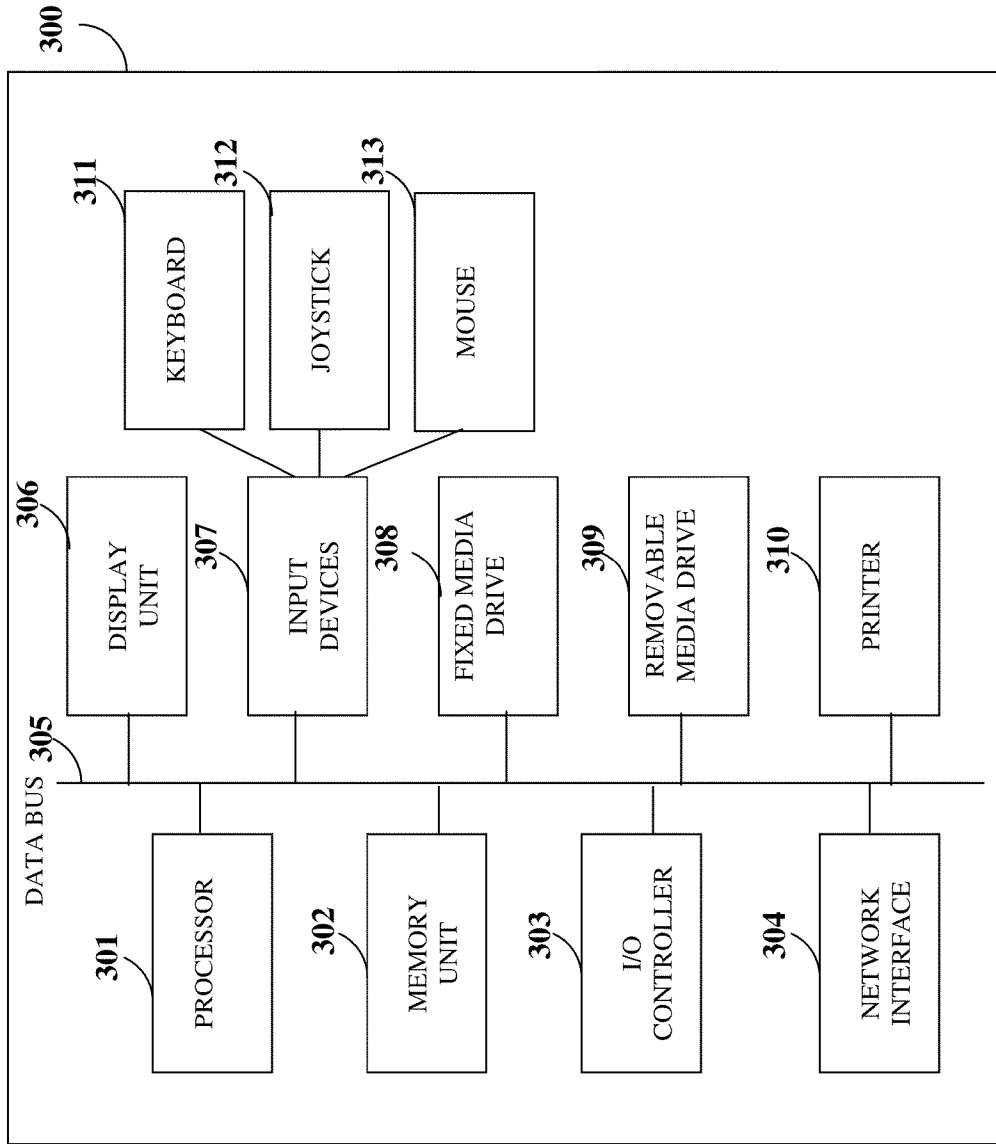 300
DATA BUS
305
301
PROCESSOR
302
MEMORY
UNIT
303
I/O
CONTROLLER
304
NETWORK
INTERFACE
306
DISPLAY
UNIT
307
INPUT
DEVICES
308
FIXED MEDIA
DRIVE
309
REMOVABLE
MEDIA DRIVE
310
PRINTER
311
KEYBOARD
312
JOYSTICK
313
MOUSE